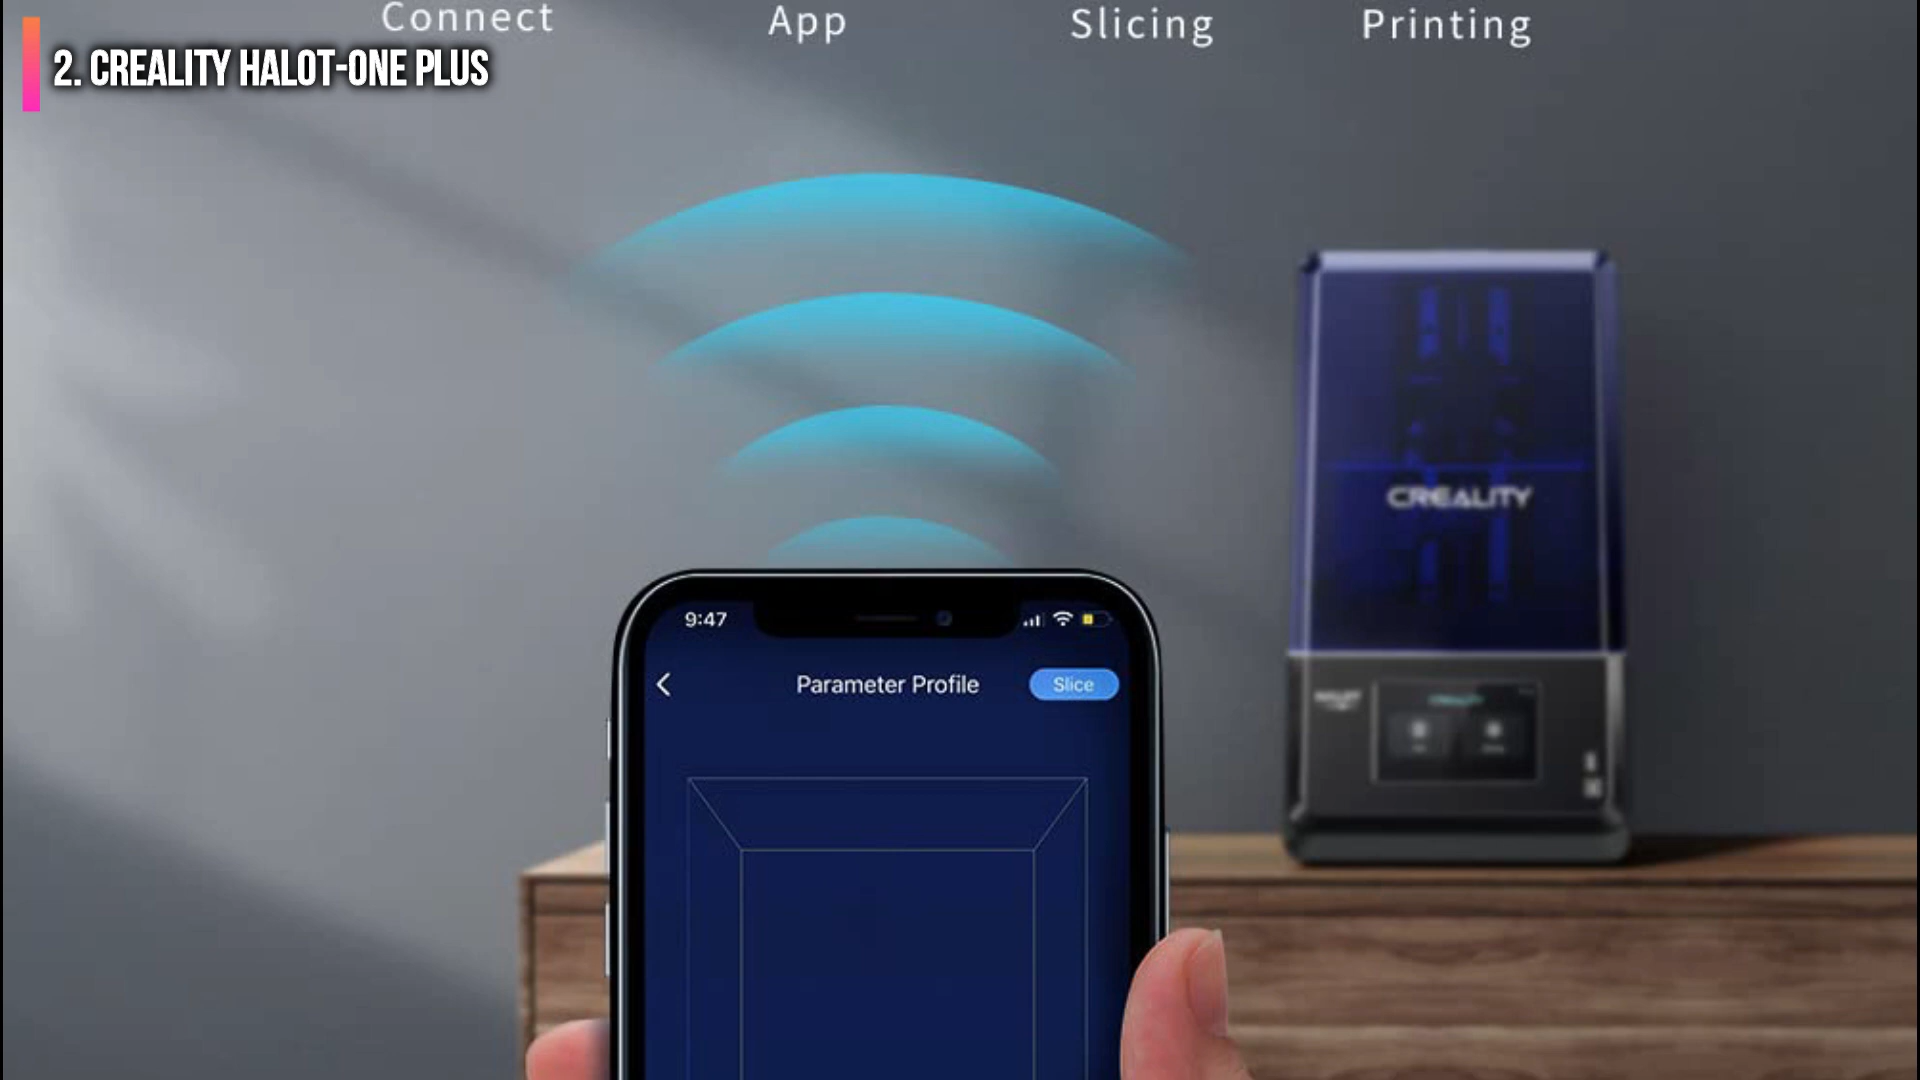 Connect App Slicing Printing
2. CREALITY HALOT-ONE PLUS
CREALITY
9:47
Parameter Profile
Slice